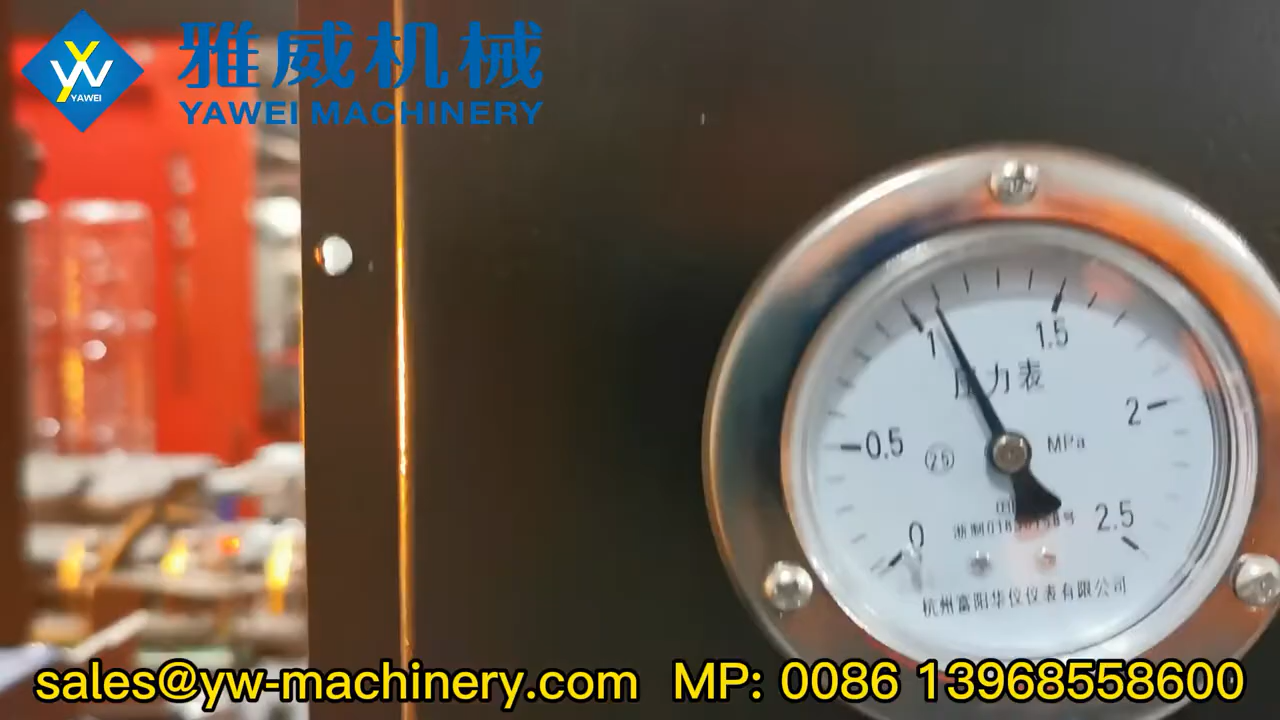 雅威机械
YW
YAWEI
YAWEI MACHINERY
1
1.5
压力表
2
0.5
25
MPa
0
2.5
杭州富阳华仪仪表有限公司
sales@yw-machinery.com MP: 0086 13968558600